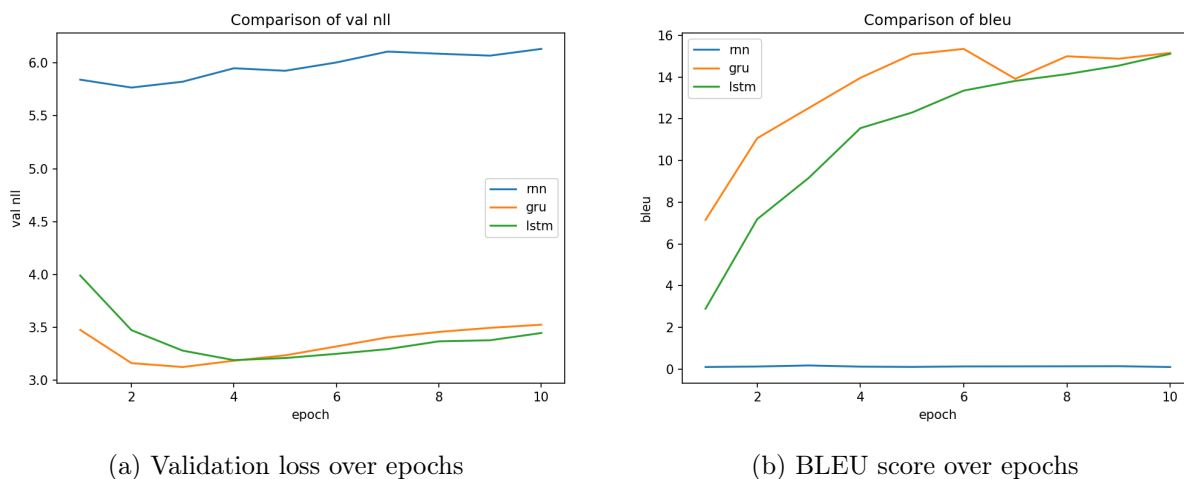 Comparison of val nll
6.0
5.5
5.0
4.5
4.0
3.5
3.0
val nll
rnn
gru
lstm
2
4
6
8
10
epoch
(a) Validation loss over epochs
Comparison of bleu
16
14
12
10
8
6
4
2
0
bleu
rnn
gru
lstm
2
4
6
8
10
epoch
(b) BLEU score over epochs